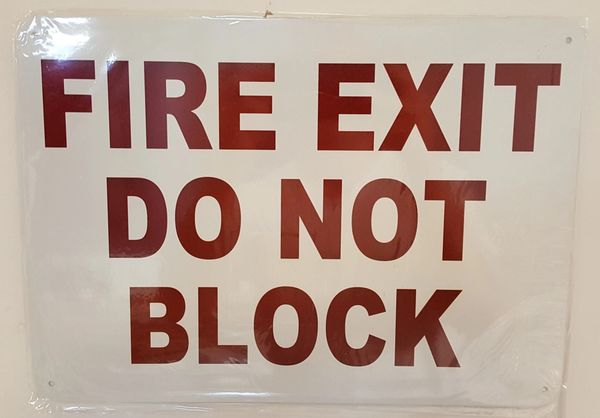 FIRE EXIT
DO NOT
BLOCK